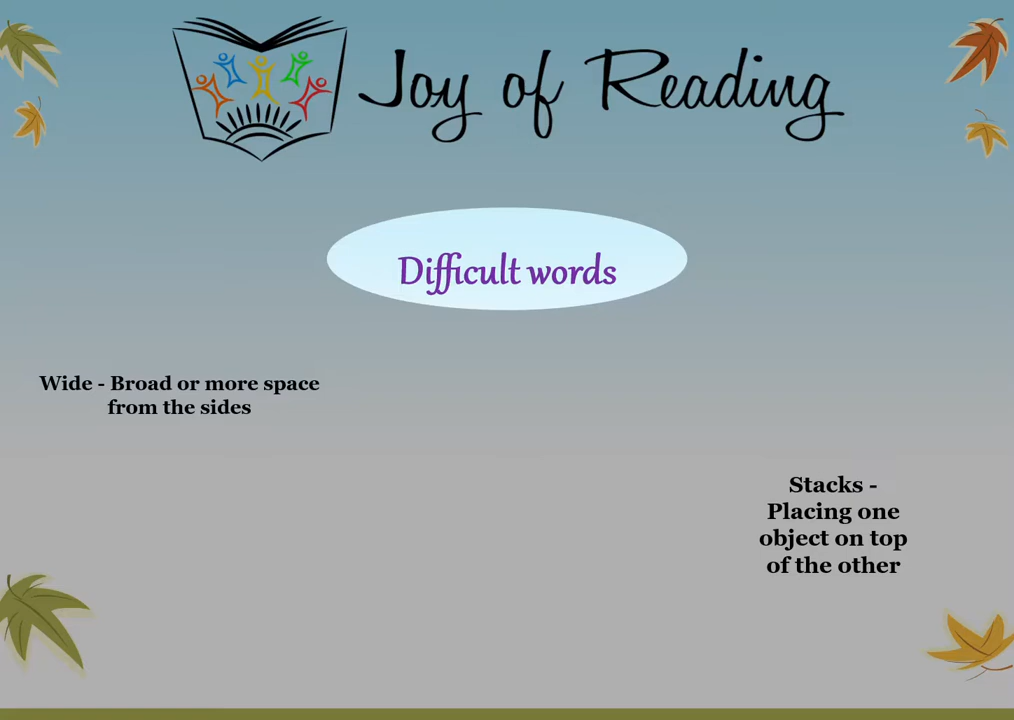 Joy of Reading
Difficult words
Wide - Broad or more space
from the sides
Stacks -
Placing one
object on top
of the other